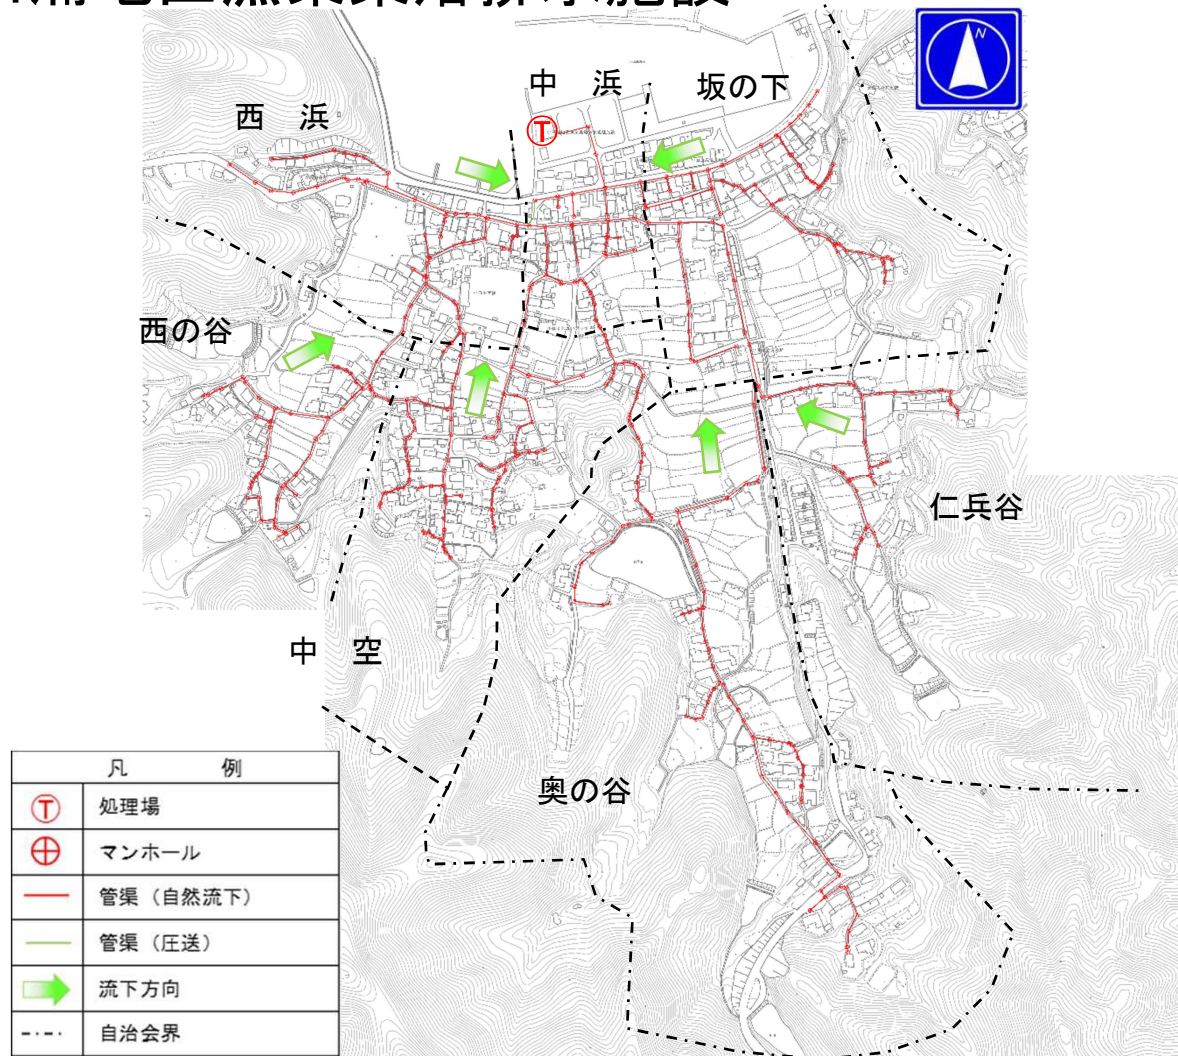 中 浜
坂の下
西 浜
N
T
西の谷
仁兵谷
中 空
奥の谷
凡 例
T 処理場
マンホール
管渠（自然流下）
管渠（圧送）
流下方向
自治会界